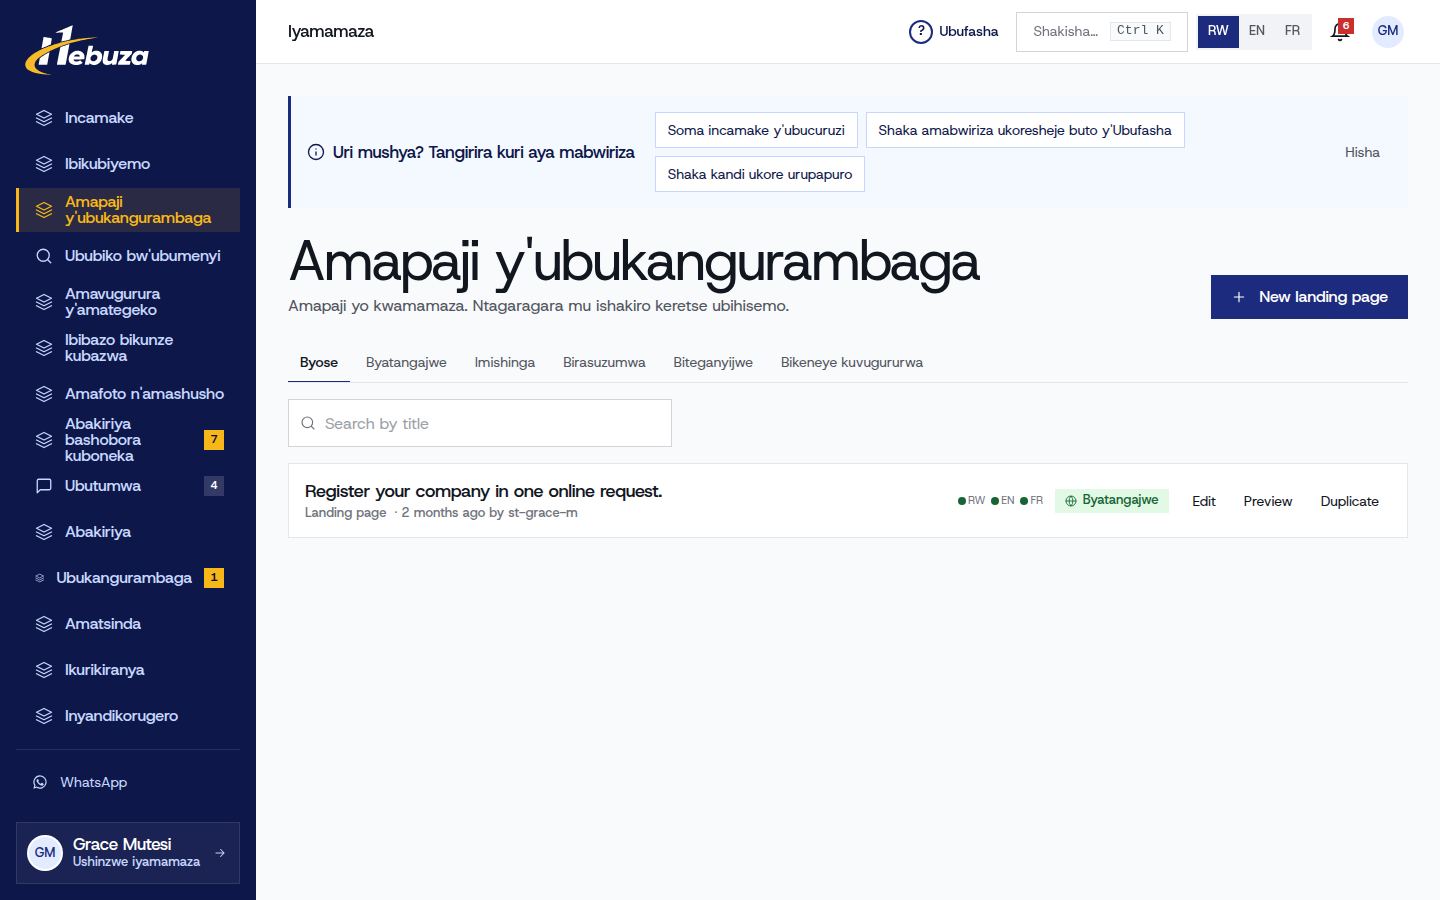 Hebuza
Incamake
Ibikubiyemo
Amapaji
y'ubukangurambaga
Ububiko bw'ubumenyi
Amavugurura
y'amategeko
Ibibazo bikunze
kubazwa
Amafoto n'amashusho
Abakiriya
bashobora
kuboneka
7
Ubutumwa 4
Abakiriya
Ubukangurambaga 1
Amatsinda
Ikurikiranya
Inyandikorugero
WhatsApp
GM
Grace Mutesi
Ushinzwe iyamamaza
Iyamamaza
? Ubufasha
Shakisha... Ctrl K
RW EN FR
6
GM
Uri mushya? Tangirira kuri aya mabwiriza
Soma incamake y'ubucuruzi
Shaka amabwiriza ukoresheje buto y'Ubufasha
Shaka kandi ukore urupapuro
Hisha
Amapaji y'ubukangurambaga
Amapaji yo kwamamaza. Ntagaragara mu ishakiro keretse ubihisemo.
+ New landing page
Byose Byatangajwe Imishinga Birasuzumwa Biteganyijwe Bikeneye kuvugururwa
Search by title
Register your company in one online request.
Landing page · 2 months ago by st-grace-m
RW EN FR Byatangajwe Edit Preview Duplicate